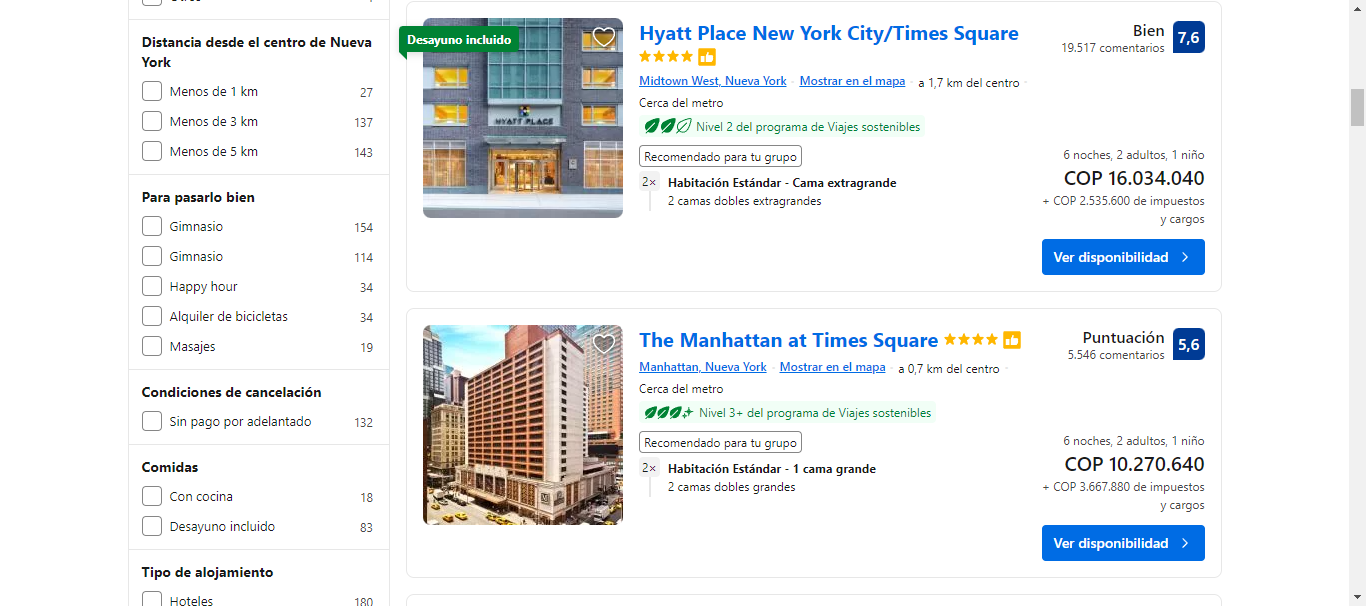 Otros
Distancia desde el centro de Nueva
York
Menos de 1 km 27
Menos de 3 km 137
Menos de 5 km 143
Para pasarlo bien
Gimnasio 154
Gimnasio 114
Happy hour 34
Alquiler de bicicletas 34
Masajes 19
Condiciones de cancelación
Sin pago por adelantado 132
Comidas
Con cocina 18
Desayuno incluido 83
Tipo de alojamiento
Hoteles 180
Desayuno incluido
HYATT PLACE
Hyatt Place New York City/Times Square
Bien
19.517 comentarios
7,6
Midtown West, Nueva York · Mostrar en el mapa · a 1,7 km del centro ·
Cerca del metro
Nivel 2 del programa de Viajes sostenibles
Recomendado para tu grupo
2× Habitación Estándar - Cama extragrande
2 camas dobles extragrandes
6 noches, 2 adultos, 1 niño
COP 16.034.040
+ COP 2.535.600 de impuestos
y cargos
Ver disponibilidad
The Manhattan at Times Square
Puntuación
5.546 comentarios
5,6
Manhattan, Nueva York · Mostrar en el mapa · a 0,7 km del centro ·
Cerca del metro
Nivel 3+ del programa de Viajes sostenibles
Recomendado para tu grupo
2× Habitación Estándar - 1 cama grande
2 camas dobles grandes
6 noches, 2 adultos, 1 niño
COP 10.270.640
+ COP 3.667.880 de impuestos
y cargos
Ver disponibilidad